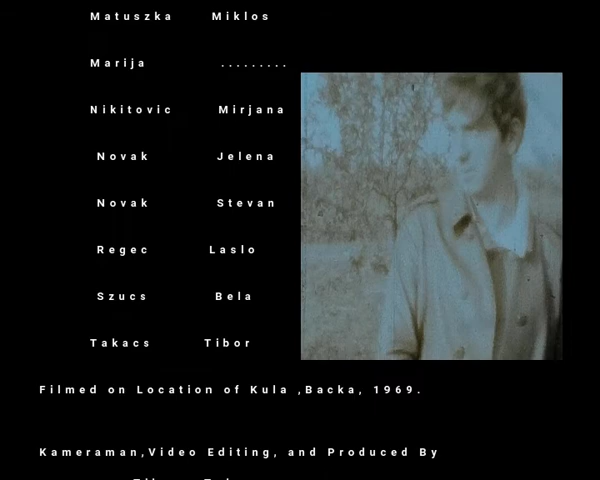 Matuszka Miklos
Marija .........
Nikitovic Mirjana
Novak Jelena
Novak Stevan
Regec Laslo
Szucs Bela
Takacs Tibor
Filmed on Location of Kula ,Backa, 1969.
Kameraman,Video Editing, and Produced By